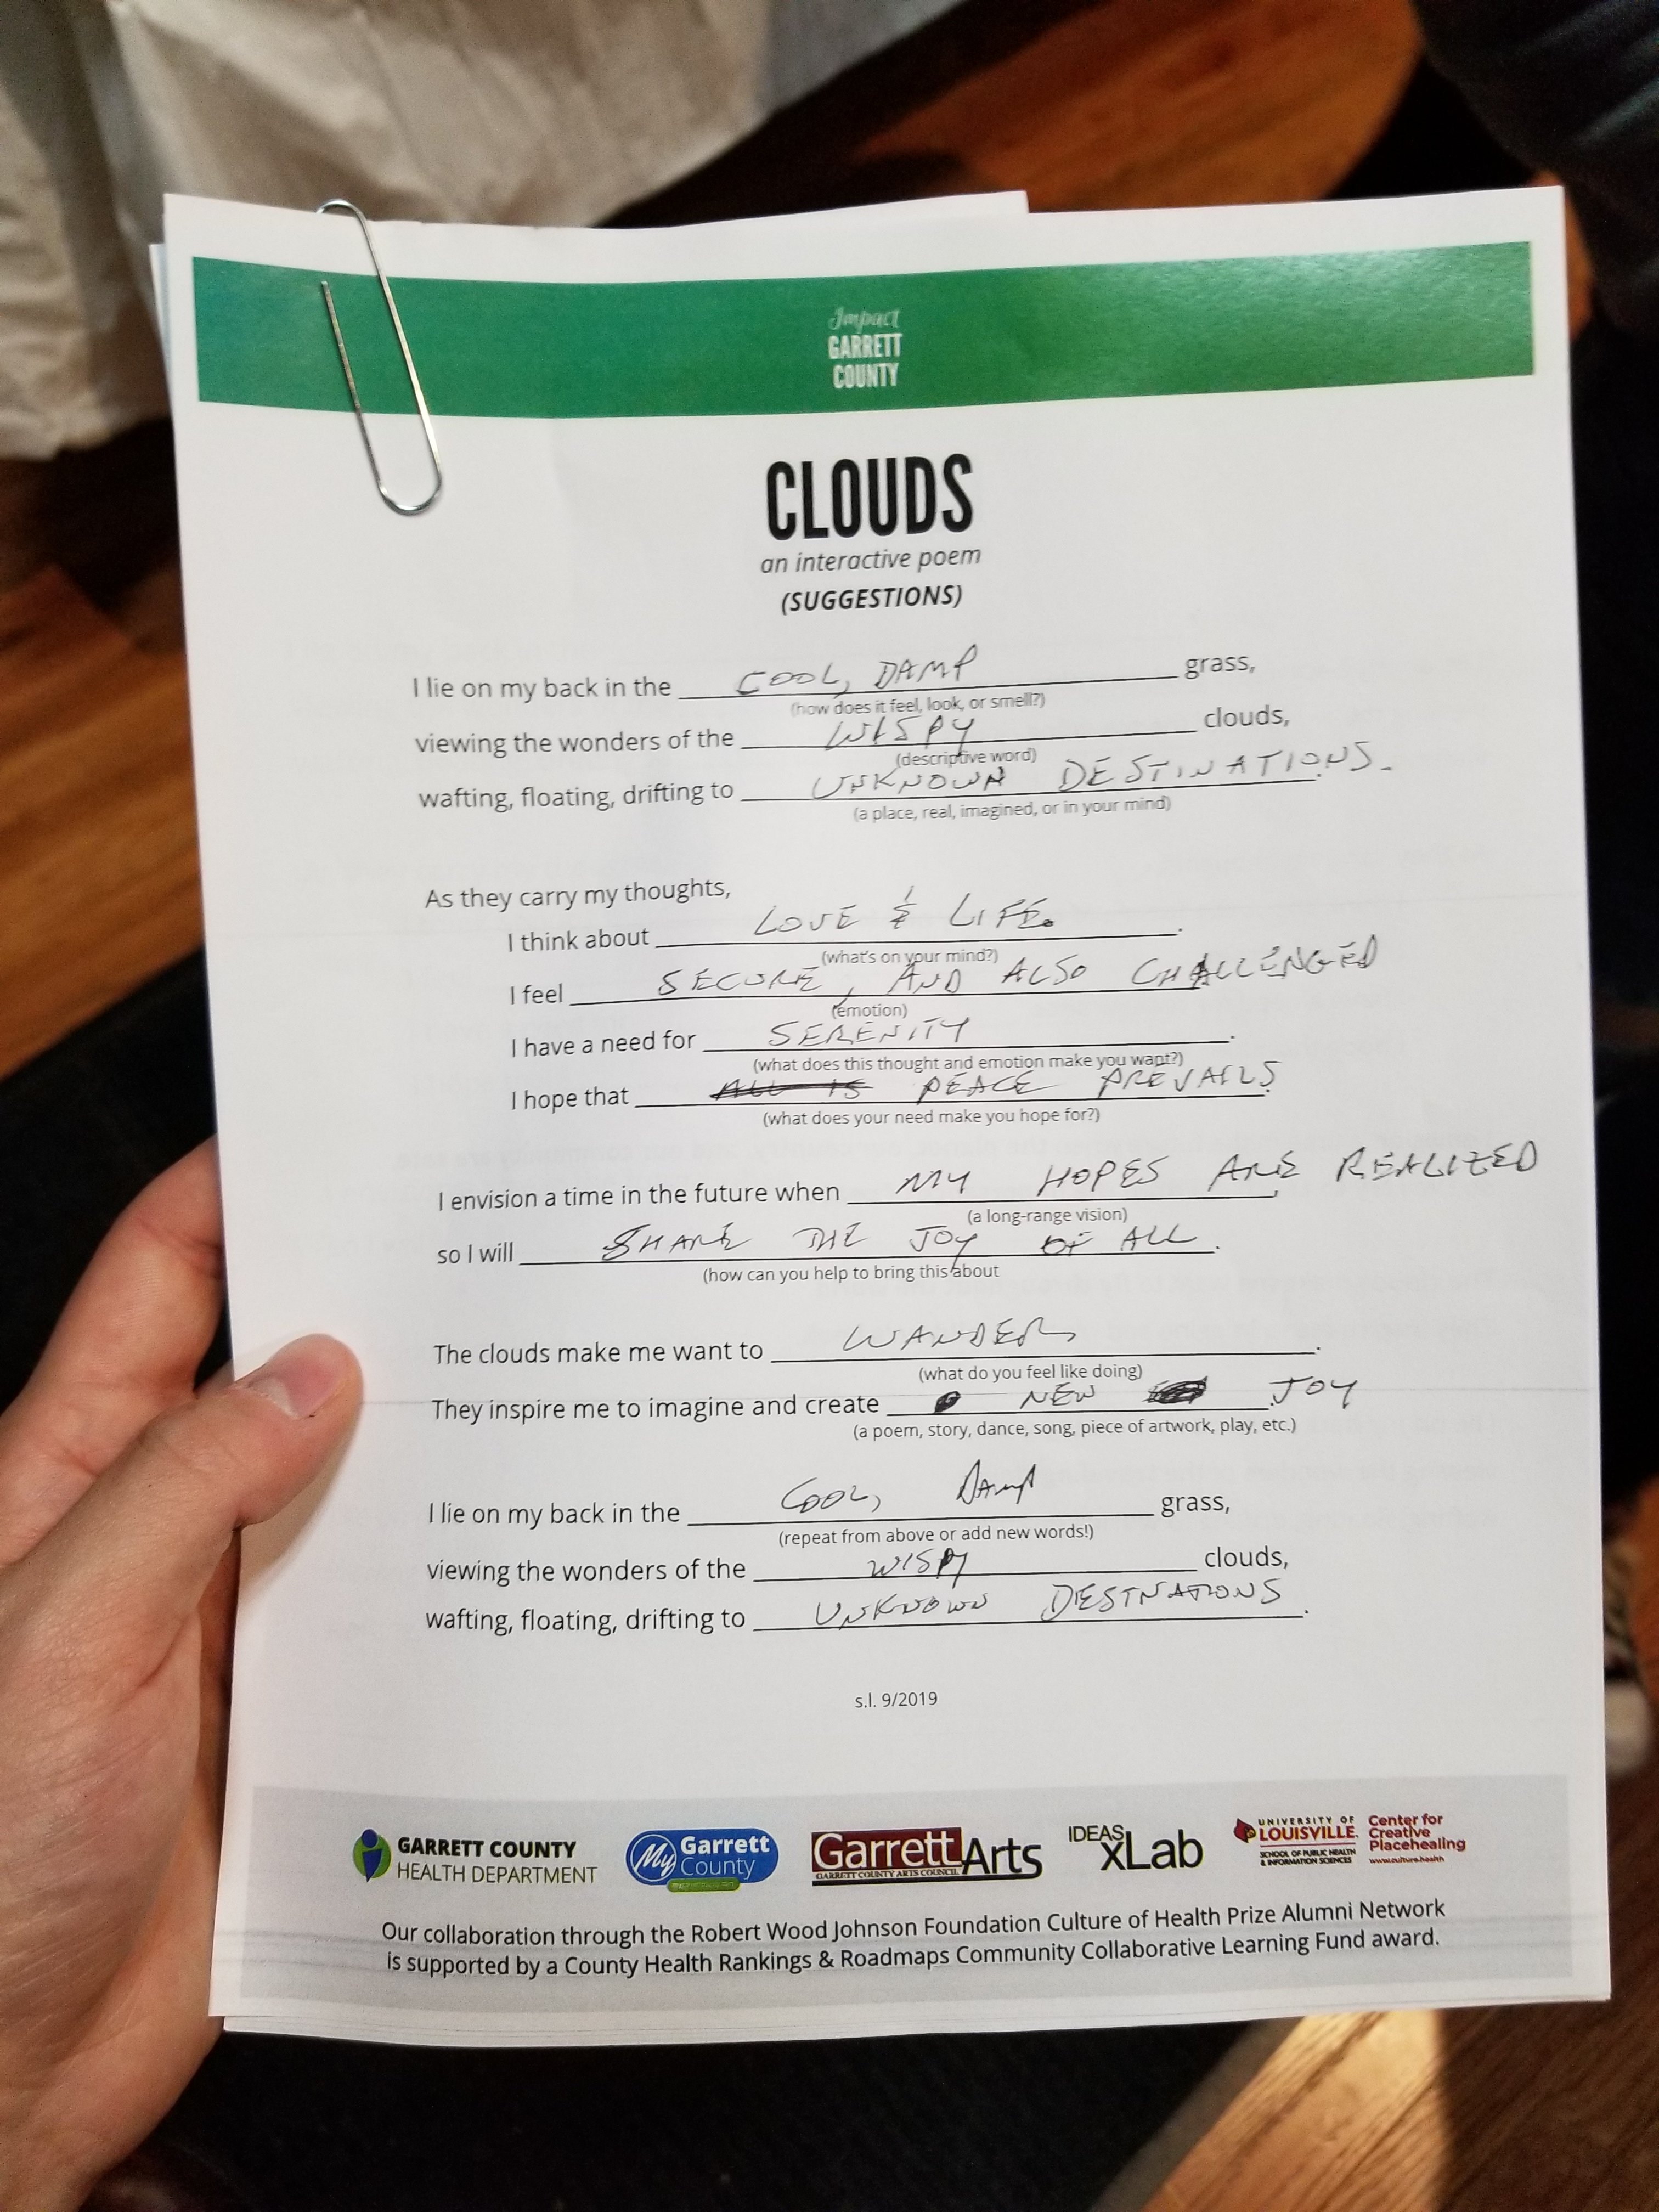 Impact
GARRETT
COUNTY
CLOUDS
an interactive poem
(SUGGESTIONS)
I lie on my back in the COOL, DAMP grass,
(how does it feel, look, or smell?)
viewing the wonders of the WISPY clouds,
(descriptive word)
wafting, floating, drifting to UNKNOWN DESTINATIONS.
(a place, real, imagined, or in your mind)
As they carry my thoughts,
I think about LOVE & LIFE.
(what's on your mind?)
I feel SECURE, AND ALSO CHALLENGED
(emotion)
I have a need for SERENITY.
(what does this thought and emotion make you want?)
I hope that ALL IS PEACE PREVAILS.
(what does your need make you hope for?)
I envision a time in the future when MY HOPES ARE REALIZED,
(a long-range vision)
so I will SHARE THE JOY OF ALL.
(how can you help to bring this about
The clouds make me want to WANDER.
(what do you feel like doing)
They inspire me to imagine and create NEW JOY.
(a poem, story, dance, song, piece of artwork, play, etc.)
I lie on my back in the COOL, DAMP grass,
(repeat from above or add new words!)
viewing the wonders of the WISPY clouds,
wafting, floating, drifting to UNKNOWN DESTNATIONS.
s.l. 9/2019
GARRETT COUNTY
HEALTH DEPARTMENT
My Garrett
County
Garrett Arts
GARRETT COUNTY ARTS COUNCIL
IDEAS
xLab
UNIVERSITY OF
LOUISVILLE.
SCHOOL OF PUBLIC HEALTH
& INFORMATION SCIENCES
Center for
Creative
Placehealing
www.culture.health
Our collaboration through the Robert Wood Johnson Foundation Culture of Health Prize Alumni Network
is supported by a County Health Rankings & Roadmaps Community Collaborative Learning Fund award.